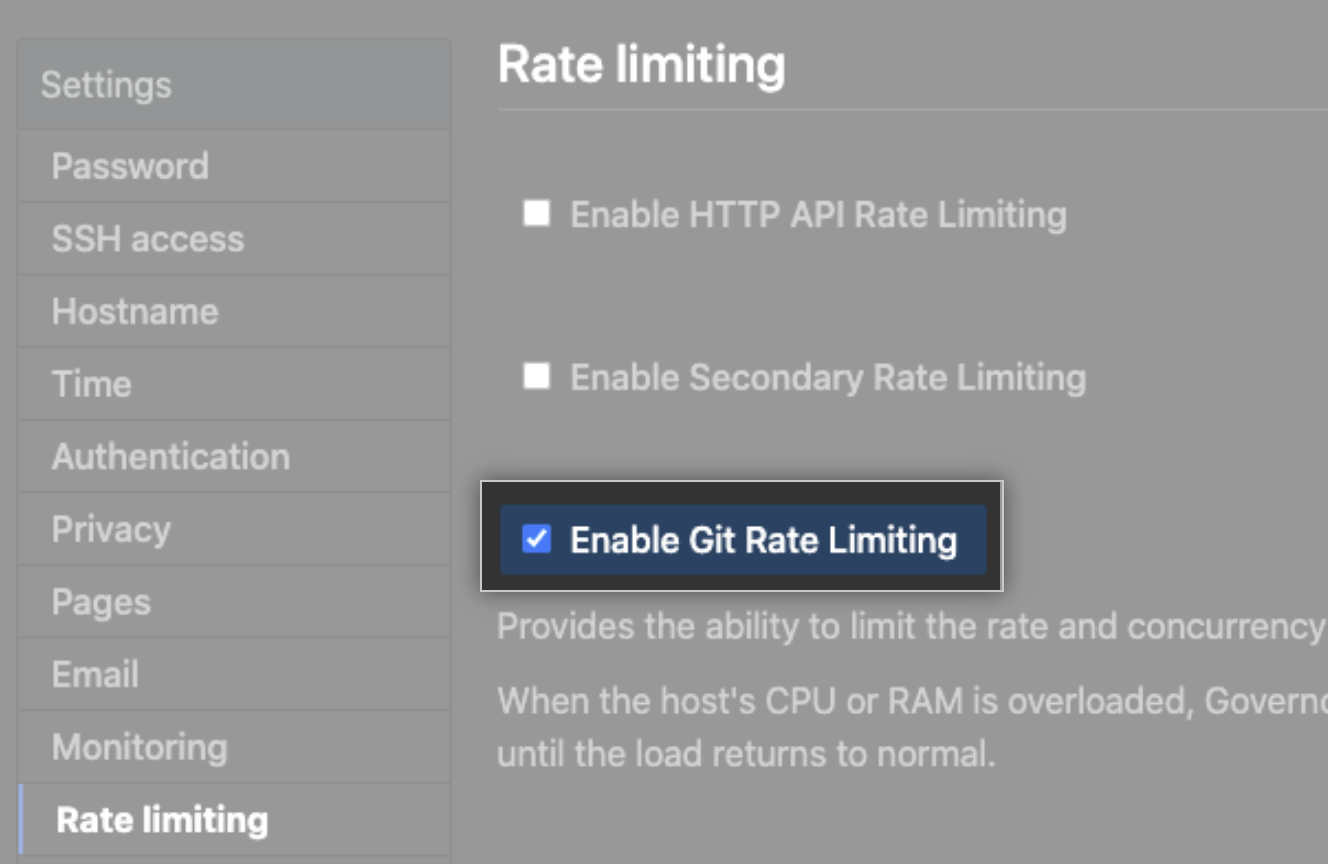 Settings
Password
SSH access
Hostname
Time
Authentication
Privacy
Pages
Email
Monitoring
Rate limiting
Rate limiting
Enable HTTP API Rate Limiting
Enable Secondary Rate Limiting
Enable Git Rate Limiting
Provides the ability to limit the rate and concurrency
When the host's CPU or RAM is overloaded,
until the load returns to normal.